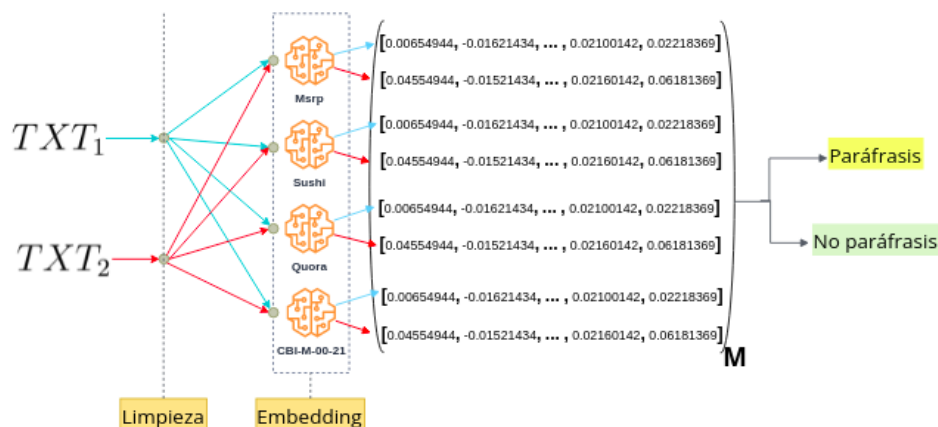 [0.00654944, -0.01621434, ... , 0.02100142, 0.02218369]
Msrp
[0.04554944, -0.01521434, ... , 0.02160142, 0.06181369]
TXT₁
[0.00654944, -0.01621434, ... , 0.02100142, 0.02218369]
Sushi
[0.04554944, -0.01521434, ... , 0.02160142, 0.06181369]
Paráfrasis
TXT₂
[0.00654944, -0.01621434, ... , 0.02100142, 0.02218369]
Quora
[0.04554944, -0.01521434, ... , 0.02160142, 0.06181369]
No paráfrasis
[0.00654944, -0.01621434, ... , 0.02100142, 0.02218369]
CBI-M-00-21
[0.04554944, -0.01521434, ... , 0.02160142, 0.06181369]
M
Limpieza
Embedding